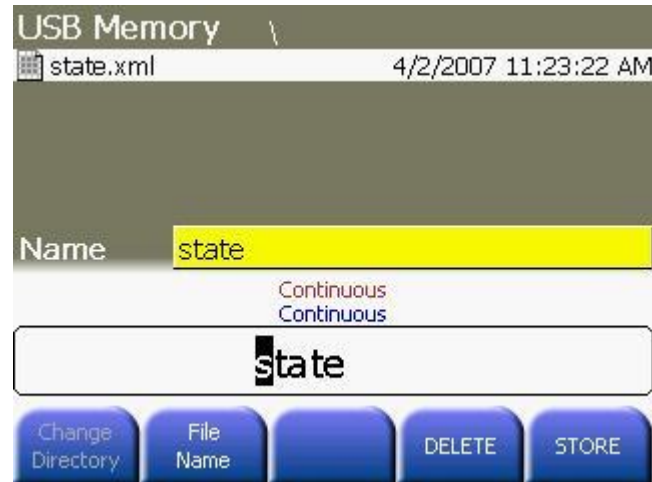 USB Memory \
state.xml 4/2/2007 11:23:22 AM
Name state
Continuous
Continuous
state
Change Directory
File Name
DELETE
STORE